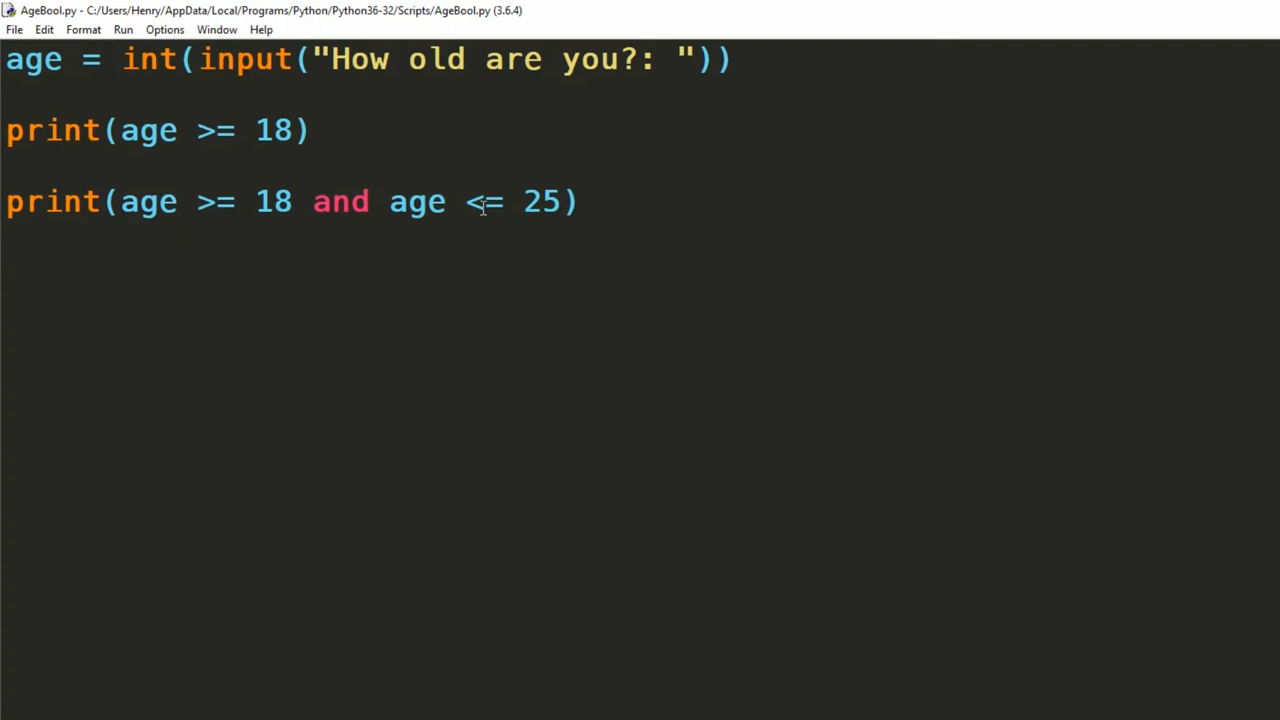 AgeBool.py - C:/Users/Henry/AppData/Local/Programs/Python/Python36-32/Scripts/AgeBool.py (3.6.4)
File Edit Format Run Options Window Help
age = int(input("How old are you?: "))
print(age >= 18)
print(age >= 18 and age <= 25)